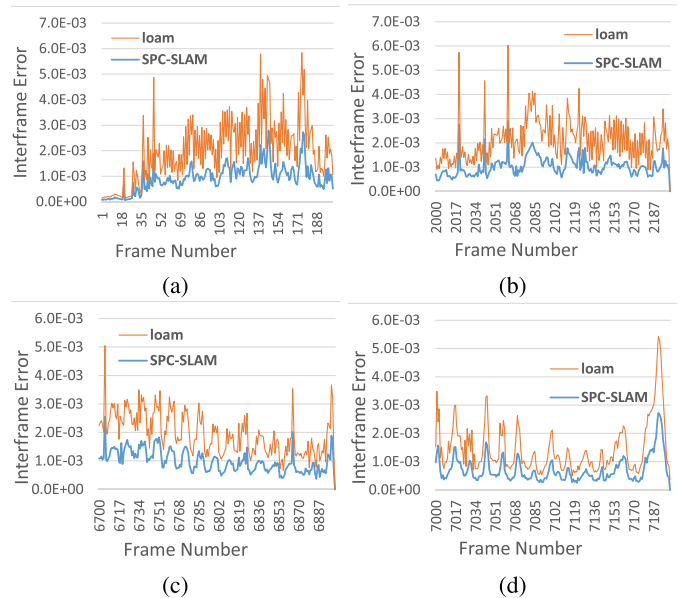 7.0E-03
6.0E-03
5.0E-03
4.0E-03
3.0E-03
2.0E-03
1.0E-03
0.0E+00
Interframe Error
loam
SPC-SLAM
1 18 35 52 69 86 103 120 137 154 171 188
Frame Number
(a)
7.0E-03
6.0E-03
5.0E-03
4.0E-03
3.0E-03
2.0E-03
1.0E-03
0.0E+00
Interframe Error
loam
SPC-SLAM
2000 2017 2034 2051 2068 2085 2102 2119 2136 2153 2170 2187
Frame Number
(b)
6.0E-03
5.0E-03
4.0E-03
3.0E-03
2.0E-03
1.0E-03
0.0E+00
Interframe Error
loam
SPC-SLAM
6700 6717 6734 6751 6768 6785 6802 6819 6836 6853 6870 6887
Frame Number
(c)
6.0E-03
5.0E-03
4.0E-03
3.0E-03
2.0E-03
1.0E-03
0.0E+00
Interframe Error
loam
SPC-SLAM
7000 7017 7034 7051 7068 7085 7102 7119 7136 7153 7170 7187
Frame Number
(d)